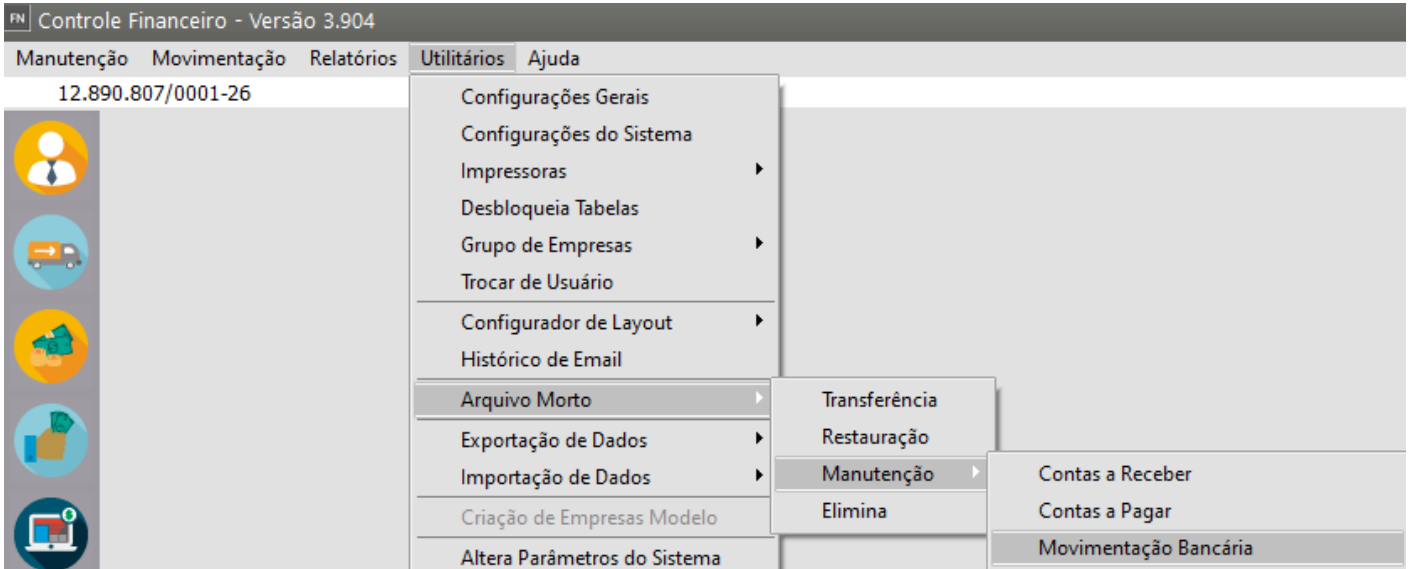 FN Controle Financeiro - Versão 3.904
Manutenção Movimentação Relatórios Utilitários Ajuda
12.890.807/0001-26
Configurações Gerais
Configurações do Sistema
Impressoras
Desbloqueia Tabelas
Grupo de Empresas
Trocar de Usuário
Configurador de Layout
Histórico de Email
Arquivo Morto
Exportação de Dados
Importação de Dados
Criação de Empresas Modelo
Altera Parâmetros do Sistema
Transferência
Restauração
Manutenção
Elimina
Contas a Receber
Contas a Pagar
Movimentação Bancária